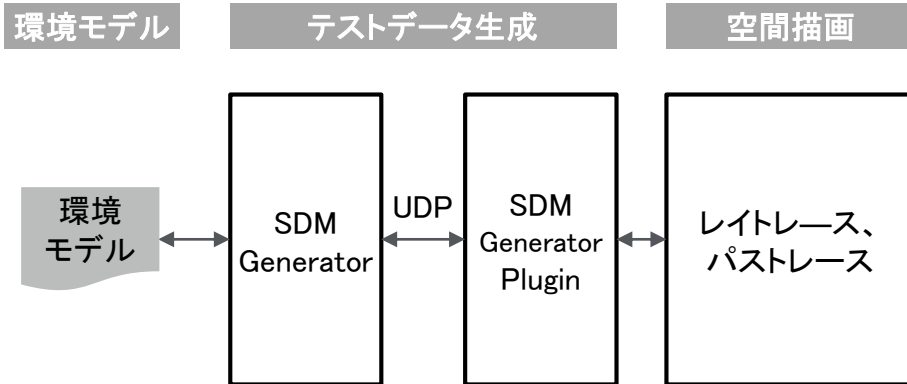 環境モデル
テストデータ生成
空間描画
環境
モデル
SDM
Generator
UDP
SDM
Generator
Plugin
レイトレース、
パストレース